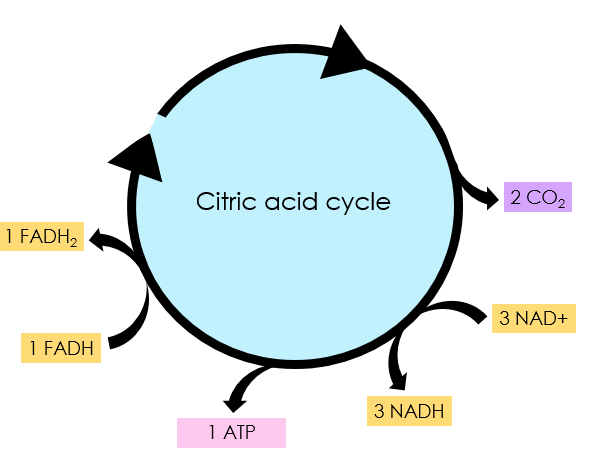 Citric acid cycle
2 CO₂
1 FADH₂
3 NAD+
1 FADH
3 NADH
1 ATP